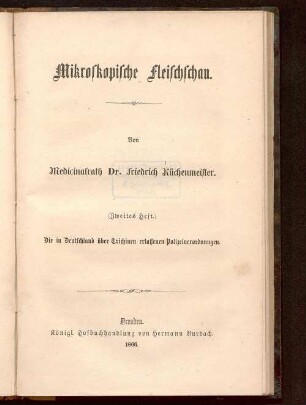 Mikroskopische Fleischschau.
Von
Medicinalrath Dr. Friedrich Küchenmeister.
(Zweites Heft.)
Die in Deutschland über Trichinen erlassenen Polizeiverordnungen.
Dresden.
Königl. Hofbuchhandlung von Hermann Burdach.
1866.